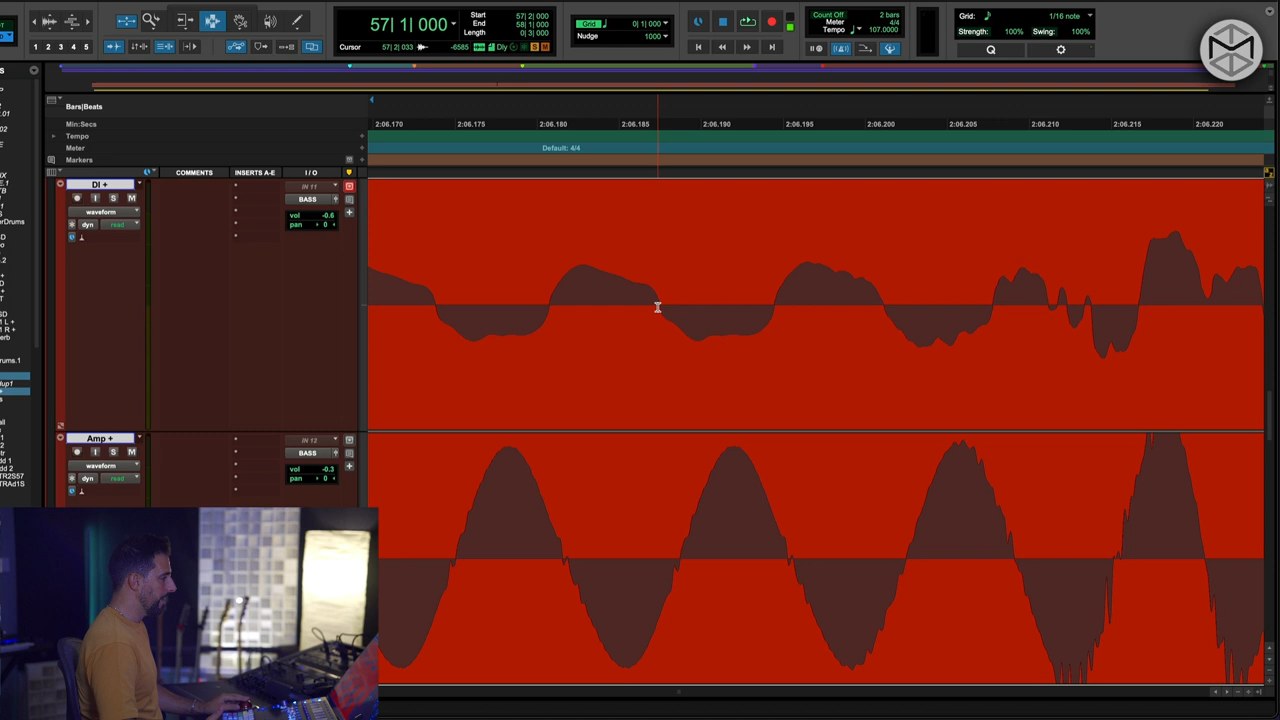 57| 1| 000
Start 57| 2| 000
End 58| 1| 000
Length 0| 3| 000
Cursor 57| 2| 033 -6585 Dly S M
Grid 0| 1| 000
Nudge 1000
Count Off 2 bars
Meter 4/4
Tempo 107.0000
Grid: 1/16 note
Strength: 100% Swing: 100%
Q
1 2 3 4 5
Bars|Beats
Min:Secs
2:06.170 2:06.175 2:06.180 2:06.185 2:06.190 2:06.195 2:06.200 2:06.205 2:06.210 2:06.215 2:06.220
Tempo
Meter
Default: 4/4
Markers
COMMENTS INSERTS A-E I / O
DI +
I S M
waveform
dyn read
IN 11
BASS
vol -0.6
pan 0
Amp +
I S M
waveform
dyn read
IN 12
BASS
vol -0.3
pan 0